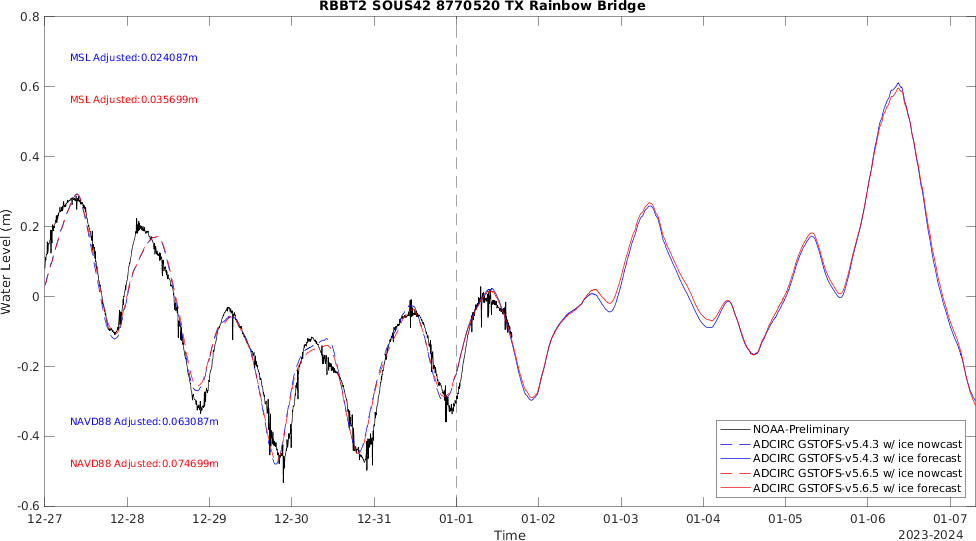 RBBT2 SOUS42 8770520 TX Rainbow Bridge
0.8
0.6
0.4
0.2
0
-0.2
-0.4
-0.6
Water Level (m)
MSL Adjusted:0.024087m
MSL Adjusted:0.035699m
NAVD88 Adjusted:0.063087m
NAVD88 Adjusted:0.074699m
NOAA-Preliminary
ADCIRC GSTOFS-v5.4.3 w/ ice nowcast
ADCIRC GSTOFS-v5.4.3 w/ ice forecast
ADCIRC GSTOFS-v5.6.5 w/ ice nowcast
ADCIRC GSTOFS-v5.6.5 w/ ice forecast
12-27 12-28 12-29 12-30 12-31 01-01 01-02 01-03 01-04 01-05 01-06 01-07
Time
2023-2024